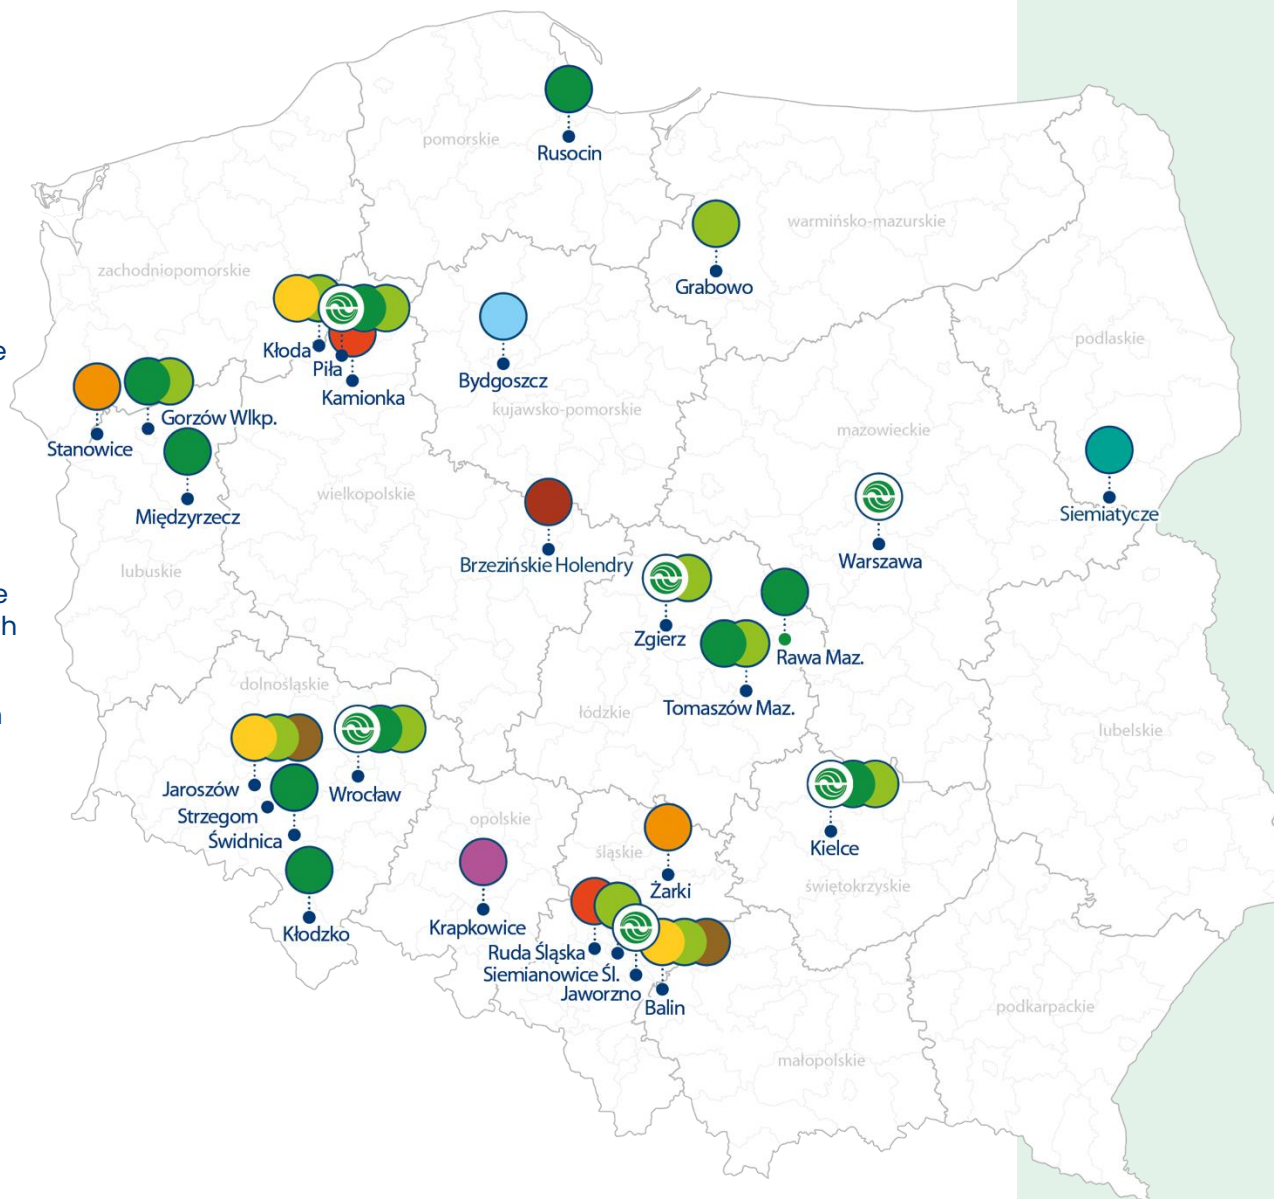 pomorskie
Rusocin
warmińsko-mazurskie
zachodniopomorskie
Grabowo
podlaskie
e
Kłoda
Piła
Kamionka
Bydgoszcz
kujawsko-pomorskie
Gorzów Wlkp.
Stanowice
mazowieckie
wielkopolskie
Międzyrzecz
Siemiatycze
Warszawa
Brzezińskie Holendry
lubuskie
e
h
Zgierz
Rawa Maz.
dolnośląskie
Tomaszów Maz.
łódzkie
lubelskie
Jaroszów
Wrocław
Strzegom
Świdnica
opolskie
Kielce
śląskie
Żarki
świętokrzyskie
Kłodzko
Krapkowice
Ruda Śląska
Siemianowice Śl.
Jaworzno
Balin
podkarpackie
małopolskie